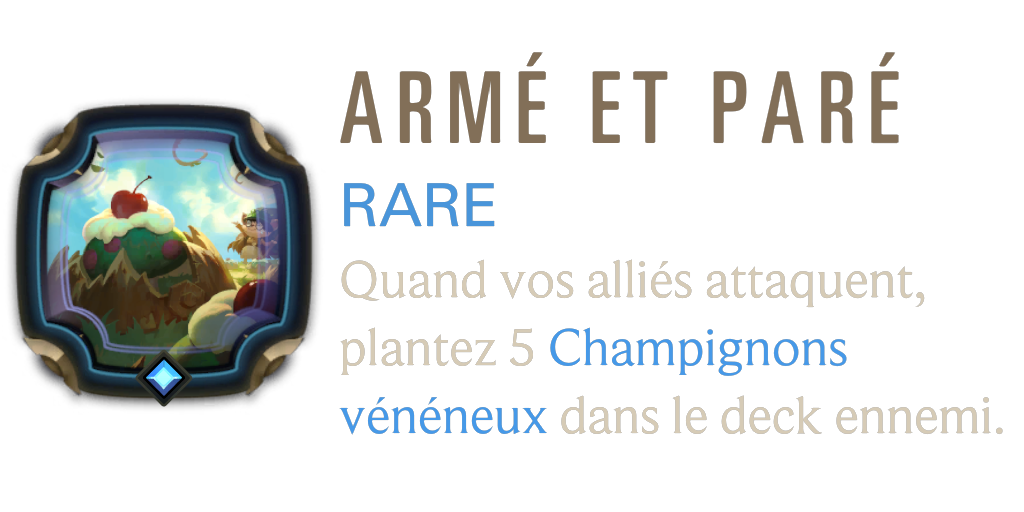 ARMÉ ET PARÉ
RARE
Quand vos alliés attaquent,
plantez 5 Champignons
vénéneux dans le deck ennemi.